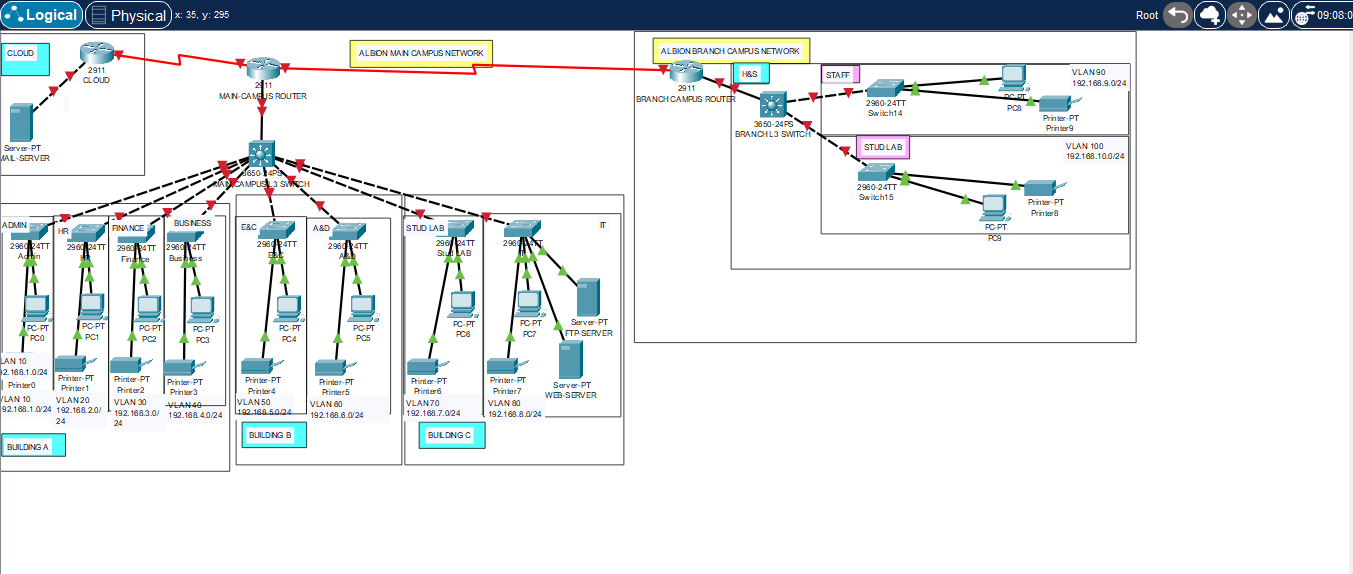 Logical
Physical
x: 35, y: 295
Root
09:08:0
CLOUD
2911
CLOUD
Server-PT
MAIL-SERVER
ALBION MAIN CAMPUS NETWORK
2911
MAIN-CAMPUS ROUTER
3650-24PS
MAIN CAMPUS L3 SWITCH
ALBION BRANCH CAMPUS NETWORK
2911
BRANCH CAMPUS ROUTER
H&S
3650-24PS
BRANCH L3 SWITCH
STAFF
2960-24TT
Switch14
PC-PT
PC8
Printer-PT
Printer9
VLAN 90
192.168.9.0/24
STUD LAB
2960-24TT
Switch15
Printer-PT
Printer8
PC-PT
PC9
VLAN 100
192.168.10.0/24
ADMIN
2960-24TT
Admin
PC-PT
PC0
LAN 10
92.168.1.0/24
Printer0
LAN 10
92.168.1.0/24
HR
2960-24TT
HR
PC-PT
PC1
Printer-PT
Printer1
VLAN 20
192.168.2.0/
24
FINANCE
2960-24TT
Finance
PC-PT
PC2
Printer-PT
Printer2
VLAN 30
192.168.3.0/
24
BUSINESS
2960-24TT
Business
PC-PT
PC3
Printer-PT
Printer3
VLAN 40
192.168.4.0/24
BUILDING A
E&C
2960-24TT
E&C
PC-PT
PC4
Printer-PT
Printer4
VLAN 50
192.168.5.0/24
A&D
2960-24TT
A&D
PC-PT
PC5
Printer-PT
Printer5
VLAN 60
192.168.6.0/24
BUILDING B
STUD LAB
2960-24TT
Stud LAB
PC-PT
PC6
Printer-PT
Printer6
VLAN 70
192.168.7.0/24
IT
2960-24TT
PC-PT
PC7
Printer-PT
Printer7
VLAN 80
192.168.8.0/24
Server-PT
FTP-SERVER
Server-PT
WEB-SERVER
BUILDING C